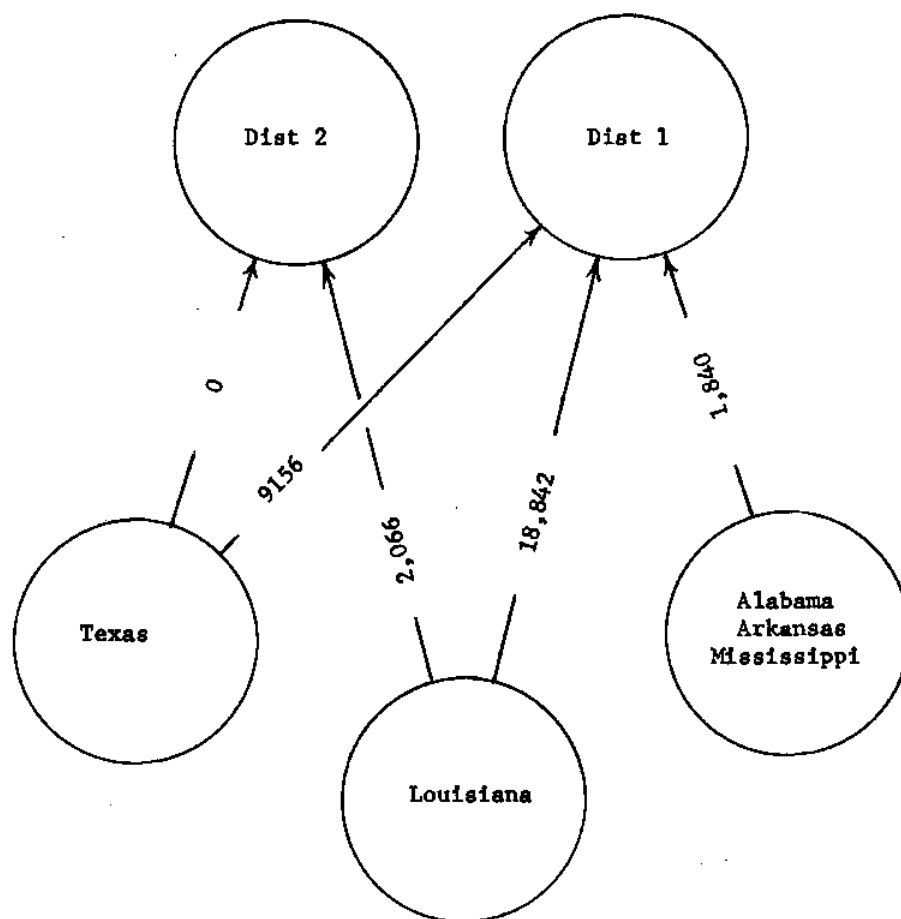 Dist 2
Dist 1
0
9156
2,066
18,842
1,840
Texas
Alabama
Arkansas
Mississippi
Louisiana